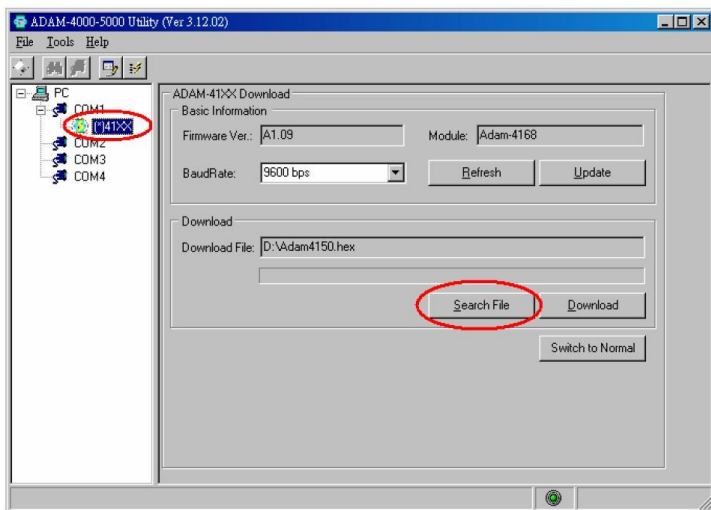 ADAM-4000-5000 Utility (Ver 3.12.02)
File Tools Help
PC
COM1
(*)41XX
COM2
COM3
COM4
ADAM-41XX Download
Basic Information
Firmware Ver.: A1.09 Module: Adam-4168
BaudRate: 9600 bps Refresh Update
Download
Download File: D:\Adam4150.hex
Search File Download
Switch to Normal